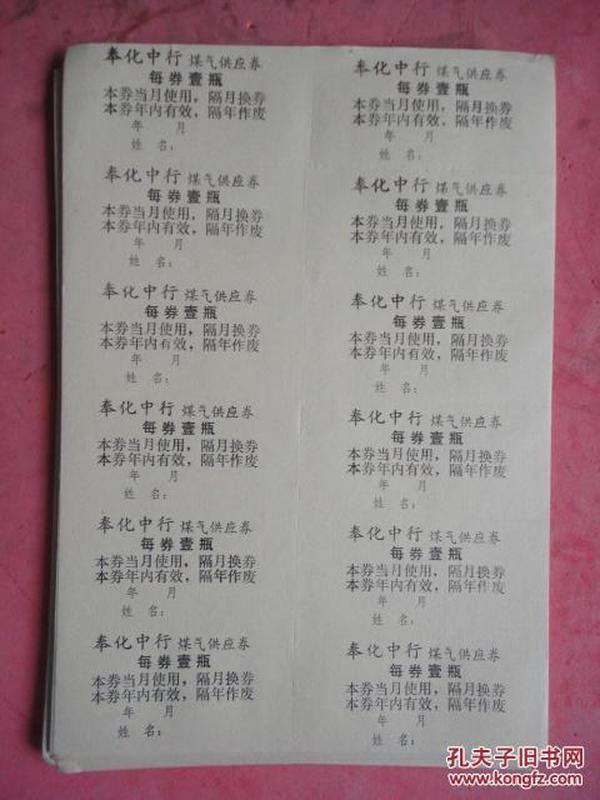 奉化中行 煤气供应券
每券壹瓶
本券当月使用，隔月换券
本券年内有效，隔年作废
年 月
姓 名：
奉化中行 煤气供应券
每券壹瓶
本券当月使用，隔月换券
本券年内有效，隔年作废
年 月
姓 名：
奉化中行 煤气供应券
每券壹瓶
本券当月使用，隔月换券
本券年内有效，隔年作废
年 月
姓 名：
奉化中行 煤气供应券
每券壹瓶
本券当月使用，隔月换券
本券年内有效，隔年作废
年 月
姓 名：
奉化中行 煤气供应券
每券壹瓶
本券当月使用，隔月换券
本券年内有效，隔年作废
年 月
姓 名：
奉化中行 煤气供应券
每券壹瓶
本券当月使用，隔月换券
本券年内有效，隔年作废
年 月
姓 名：
奉化中行 煤气供应券
每券壹瓶
本券当月使用，隔月换券
本券年内有效，隔年作废
年 月
姓 名：
奉化中行 煤气供应券
每券壹瓶
本券当月使用，隔月换券
本券年内有效，隔年作废
年 月
姓 名：
奉化中行 煤气供应券
每券壹瓶
本券当月使用，隔月换券
本券年内有效，隔年作废
年 月
姓 名：
奉化中行 煤气供应券
每券壹瓶
本券当月使用，隔月换券
本券年内有效，隔年作废
年 月
姓 名：
奉化中行 煤气供应券
每券壹瓶
本券当月使用，隔月换券
本券年内有效，隔年作废
年 月
姓 名：
奉化中行 煤气供应券
每券壹瓶
本券当月使用，隔月换券
本券年内有效，隔年作废
年 月
姓 名：
孔夫子旧书网
www.kongfz.com